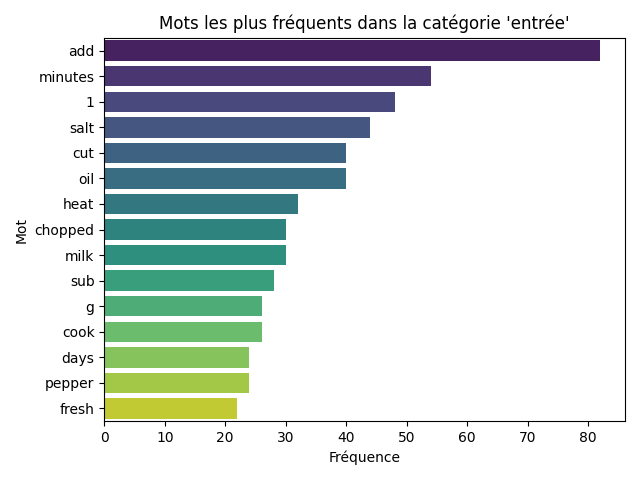 Mots les plus fréquents dans la catégorie 'entrée'
add
minutes
1
salt
cut
oil
heat
chopped
milk
sub
g
cook
days
pepper
fresh
Mot
0 10 20 30 40 50 60 70 80
Fréquence